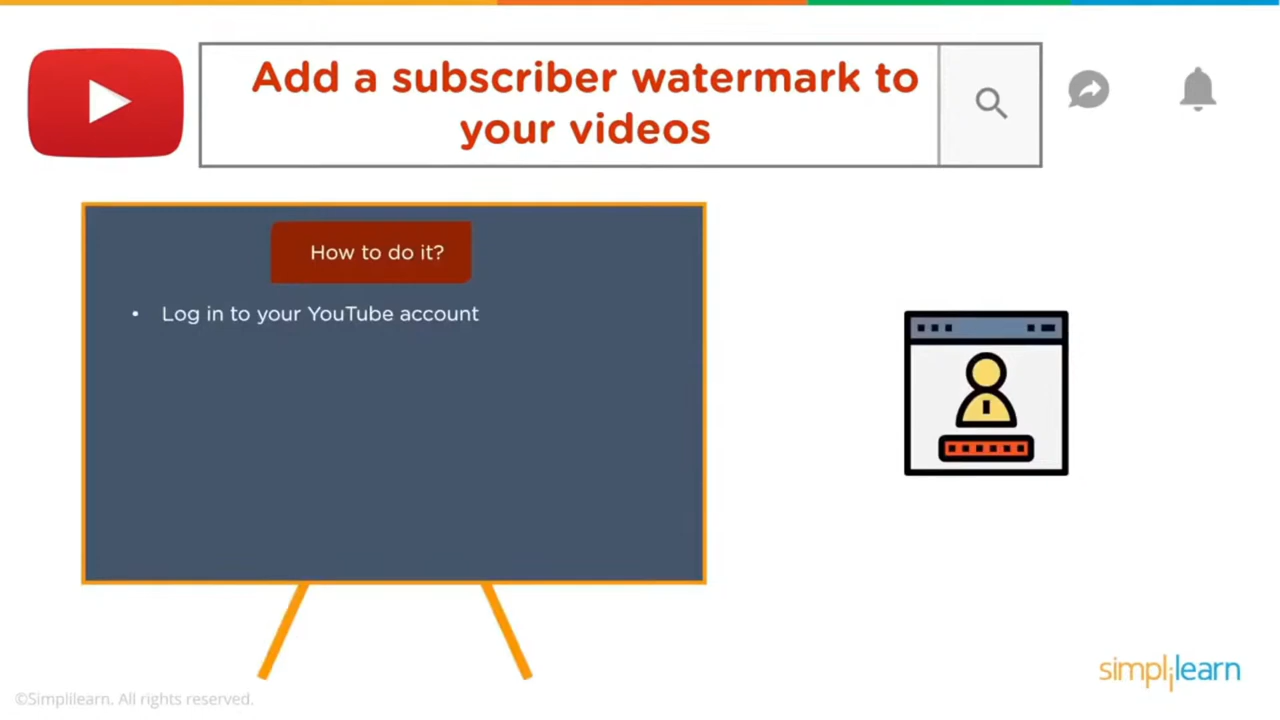 Add a subscriber watermark to
your videos
How to do it?
• Log in to your YouTube account
simplilearn
©Simplilearn. All rights reserved.